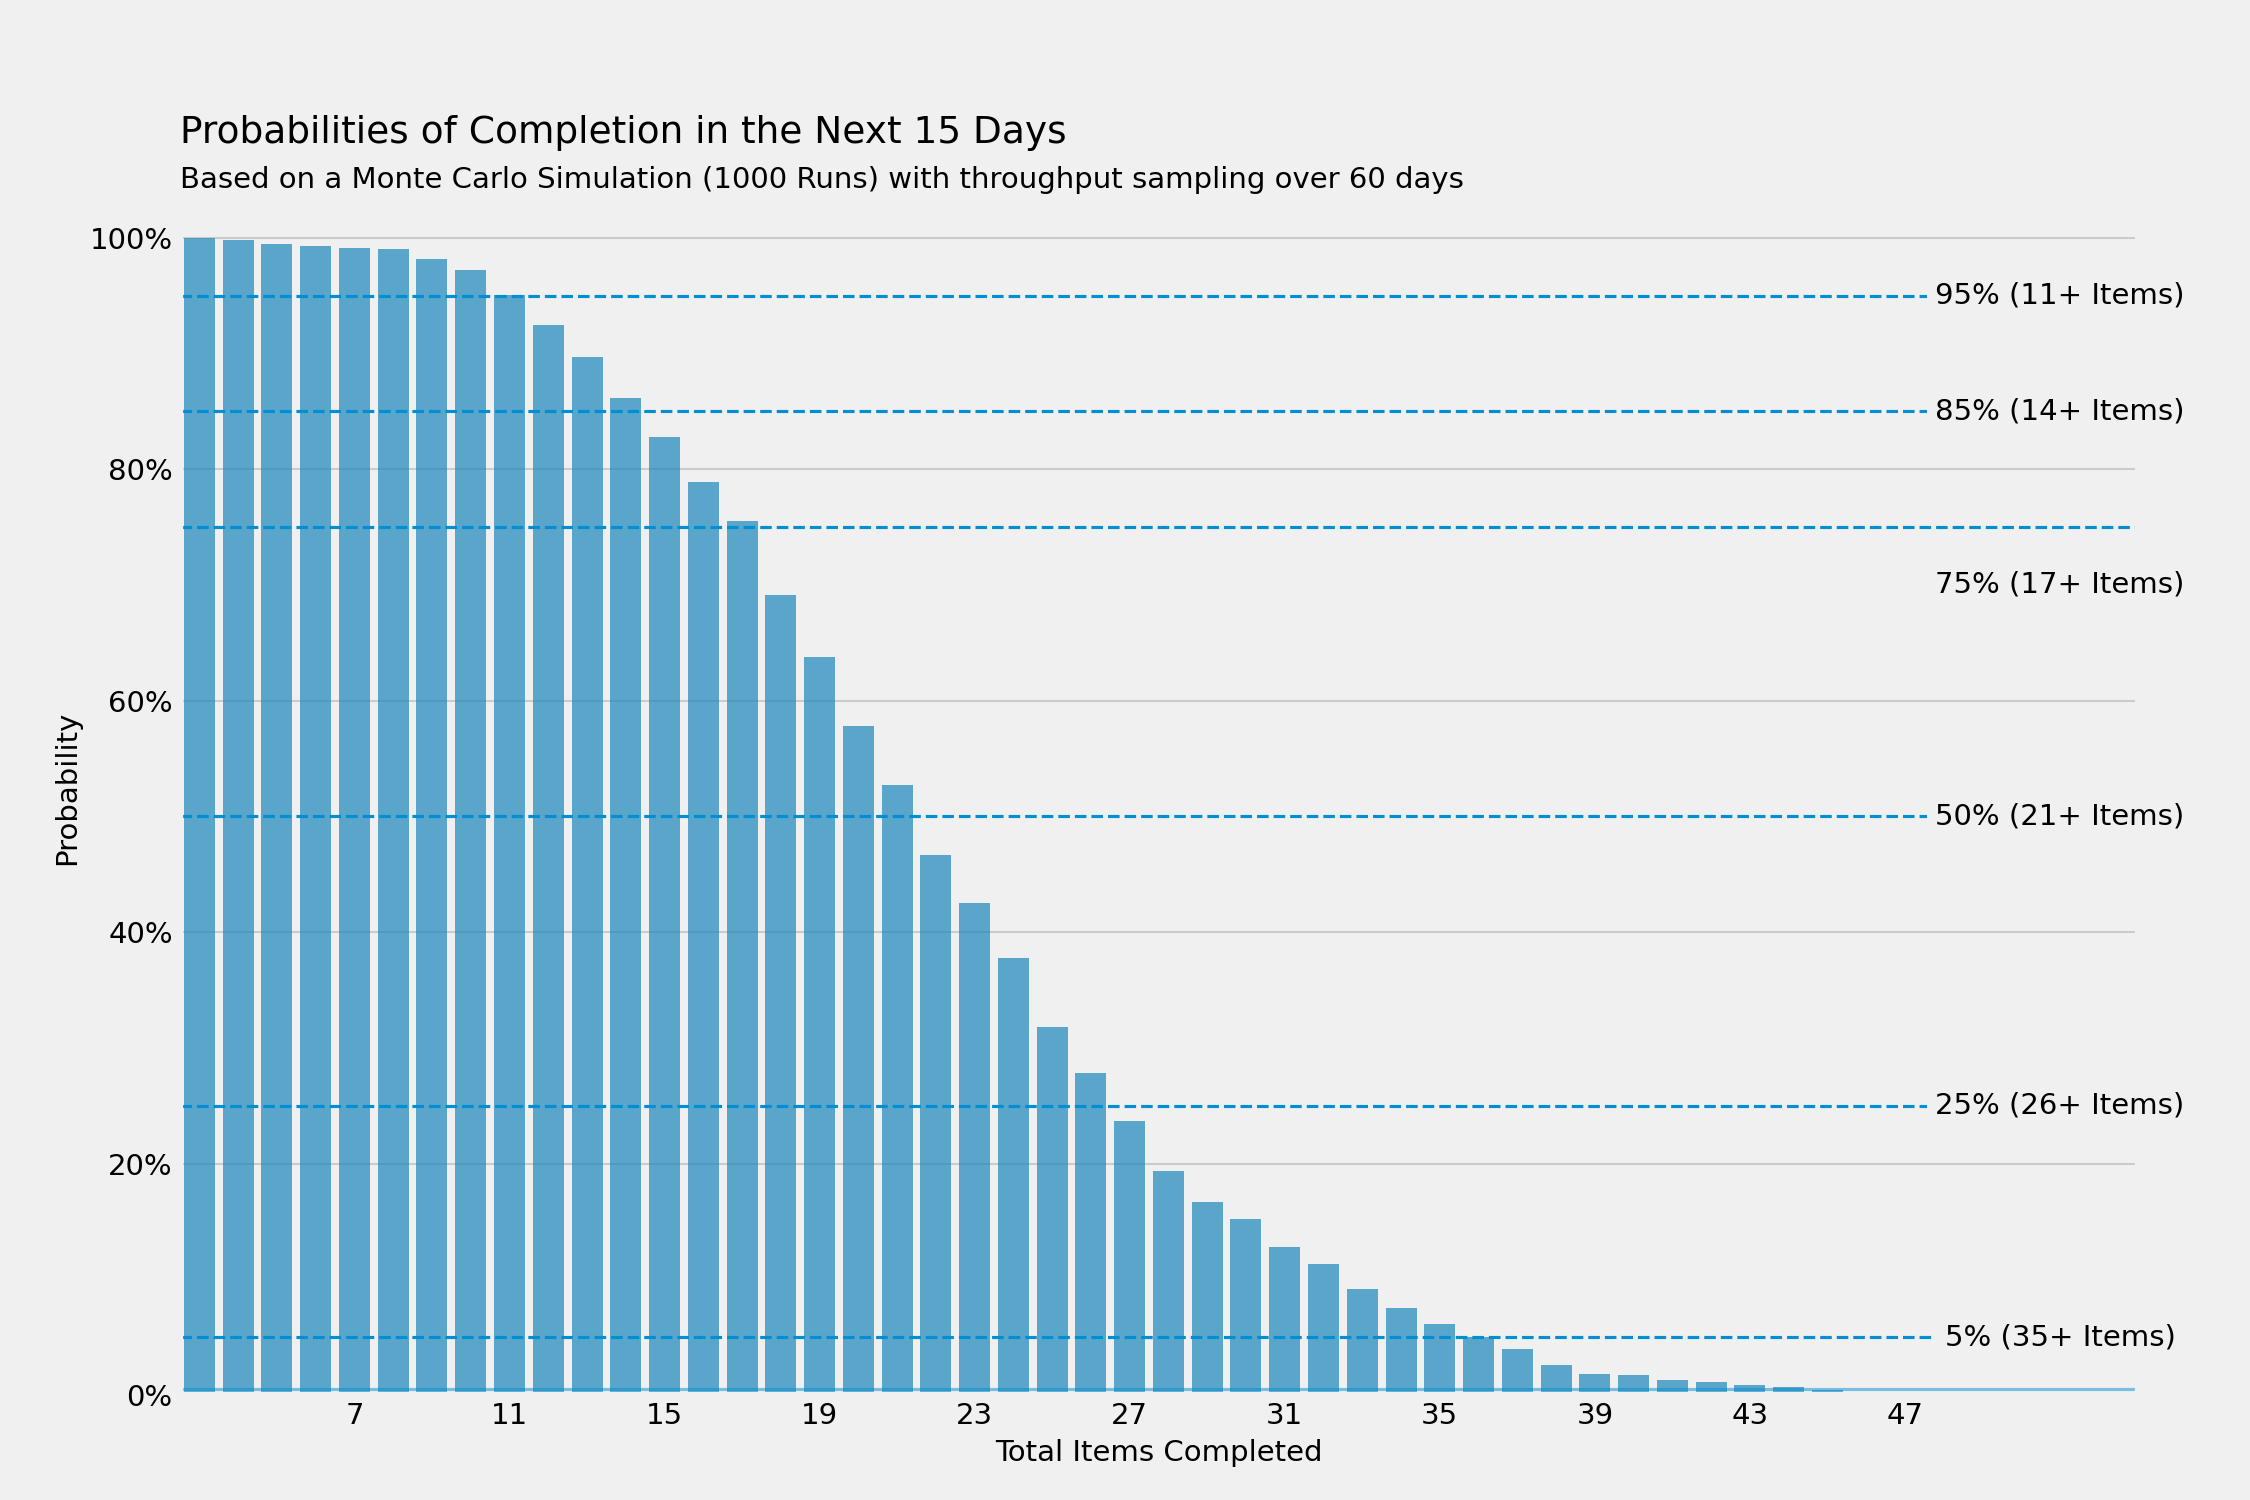 Probabilities of Completion in the Next 15 Days
Based on a Monte Carlo Simulation (1000 Runs) with throughput sampling over 60 days
100%
95% (11+ Items)
85% (14+ Items)
80%
75% (17+ Items)
60%
Probability
50% (21+ Items)
40%
25% (26+ Items)
20%
5% (35+ Items)
0%
7 11 15 19 23 27 31 35 39 43 47
Total Items Completed